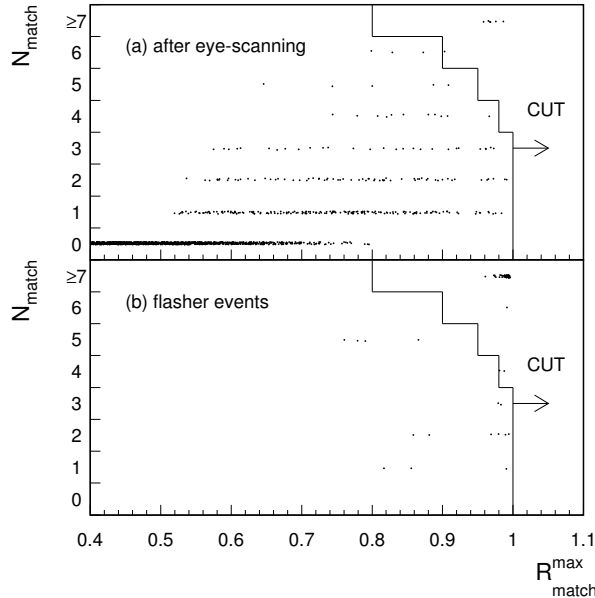 N_match
≥7
6
5
4
3
2
1
0
(a) after eye-scanning
CUT
N_match
≥7
6
5
4
3
2
1
0
(b) flasher events
CUT
0.4 0.5 0.6 0.7 0.8 0.9 1 1.1
R^max_match